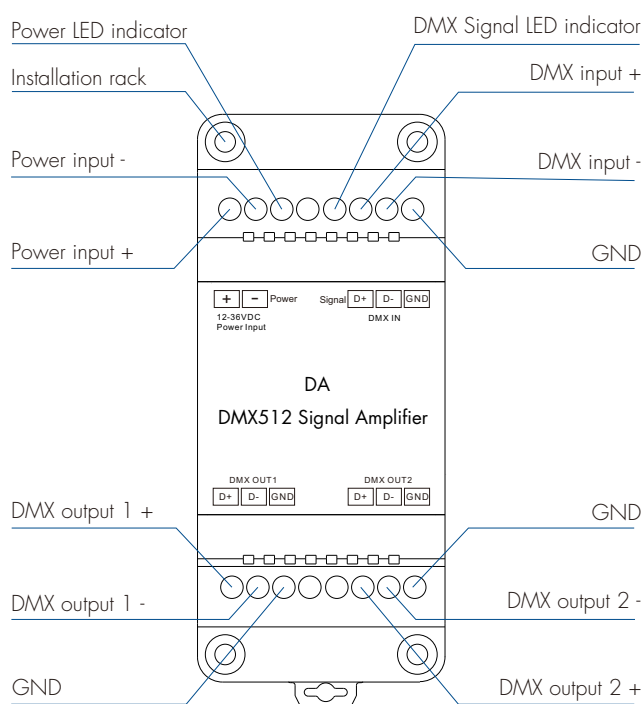 Power LED indicator
DMX Signal LED indicator
Installation rack
DMX input +
Power input -
DMX input -
Power input +
GND
+ - Power
Signal D+ D- GND
12-36VDC
Power Input
DMX IN
DA
DMX512 Signal Amplifier
DMX OUT1
DMX OUT2
D+ D- GND
D+ D- GND
DMX output 1 +
GND
DMX output 1 -
DMX output 2 -
GND
DMX output 2 +